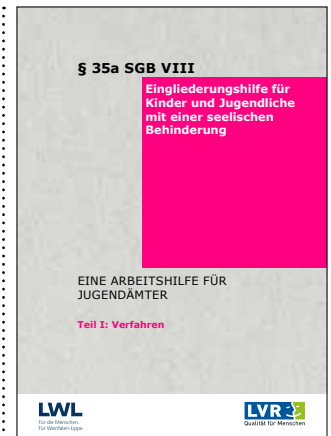 § 35a SGB VIII
Eingliederungshilfe für
Kinder und Jugendliche
mit einer seelischen
Behinderung
EINE ARBEITSHILFE FÜR
JUGENDÄMTER
Teil I: Verfahren
LWL
Für die Menschen.
Für Westfalen-Lippe.
LVR
Qualität für Menschen